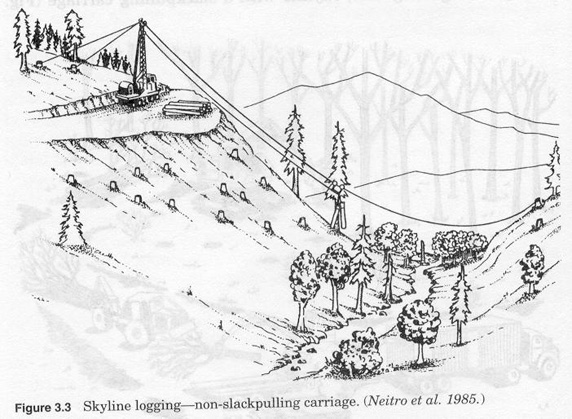 Figure 3.3 Skyline logging—non-slackpulling carriage. (Neitro et al. 1985.)